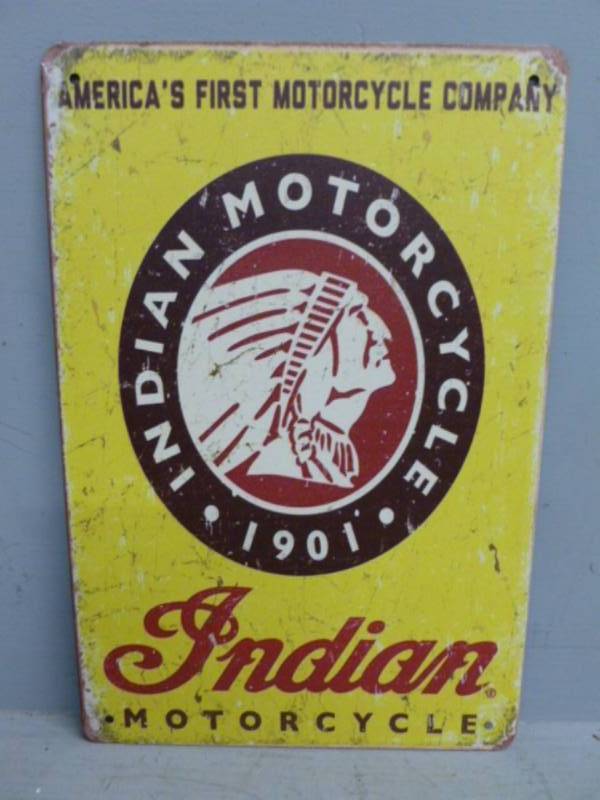 AMERICA'S FIRST MOTORCYCLE COMPANY
INDIAN MOTORCYCLE
• 1901 •
Indian®
•MOTORCYCLE•